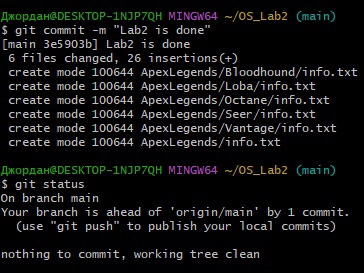 Джордан@DESKTOP-1NJP7QH MINGW64 ~/OS_Lab2 (main)
$ git commit -m "Lab2 is done"
[main 3e5903b] Lab2 is done
 6 files changed, 26 insertions(+)
 create mode 100644 ApexLegends/Bloodhound/info.txt
 create mode 100644 ApexLegends/Loba/info.txt
 create mode 100644 ApexLegends/Octane/info.txt
 create mode 100644 ApexLegends/Seer/info.txt
 create mode 100644 ApexLegends/Vantage/info.txt
 create mode 100644 ApexLegends/info.txt
Джордан@DESKTOP-1NJP7QH MINGW64 ~/OS_Lab2 (main)
$ git status
On branch main
Your branch is ahead of 'origin/main' by 1 commit.
  (use "git push" to publish your local commits)
nothing to commit, working tree clean